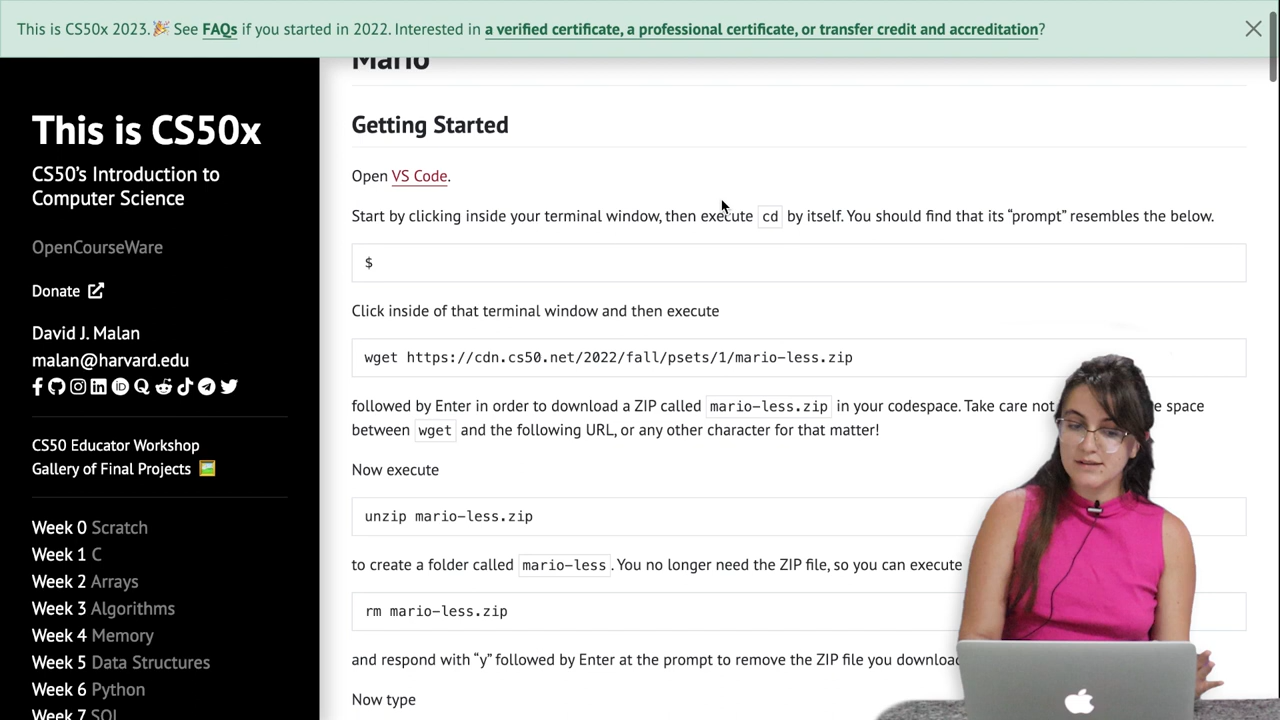 This is CS50x 2023.🎉 See FAQs if you started in 2022. Interested in a verified certificate, a professional certificate, or transfer credit and accreditation?
This is CS50x
CS50's Introduction to
Computer Science
OpenCourseWare
Donate
David J. Malan
malan@harvard.edu
CS50 Educator Workshop
Gallery of Final Projects 🖼️
Week 0 Scratch
Week 1 C
Week 2 Arrays
Week 3 Algorithms
Week 4 Memory
Week 5 Data Structures
Week 6 Python
Week 7 SQL
Mario
Getting Started
Open VS Code.
Start by clicking inside your terminal window, then execute cd by itself. You should find that its “prompt” resembles the below.
$
Click inside of that terminal window and then execute
wget https://cdn.cs50.net/2022/fall/psets/1/mario-less.zip
followed by Enter in order to download a ZIP called mario-less.zip in your codespace. Take care not space
between wget and the following URL, or any other character for that matter!
Now execute
unzip mario-less.zip
to create a folder called mario-less. You no longer need the ZIP file, so you can execute
rm mario-less.zip
and respond with “y” followed by Enter at the prompt to remove the ZIP file you
Now type